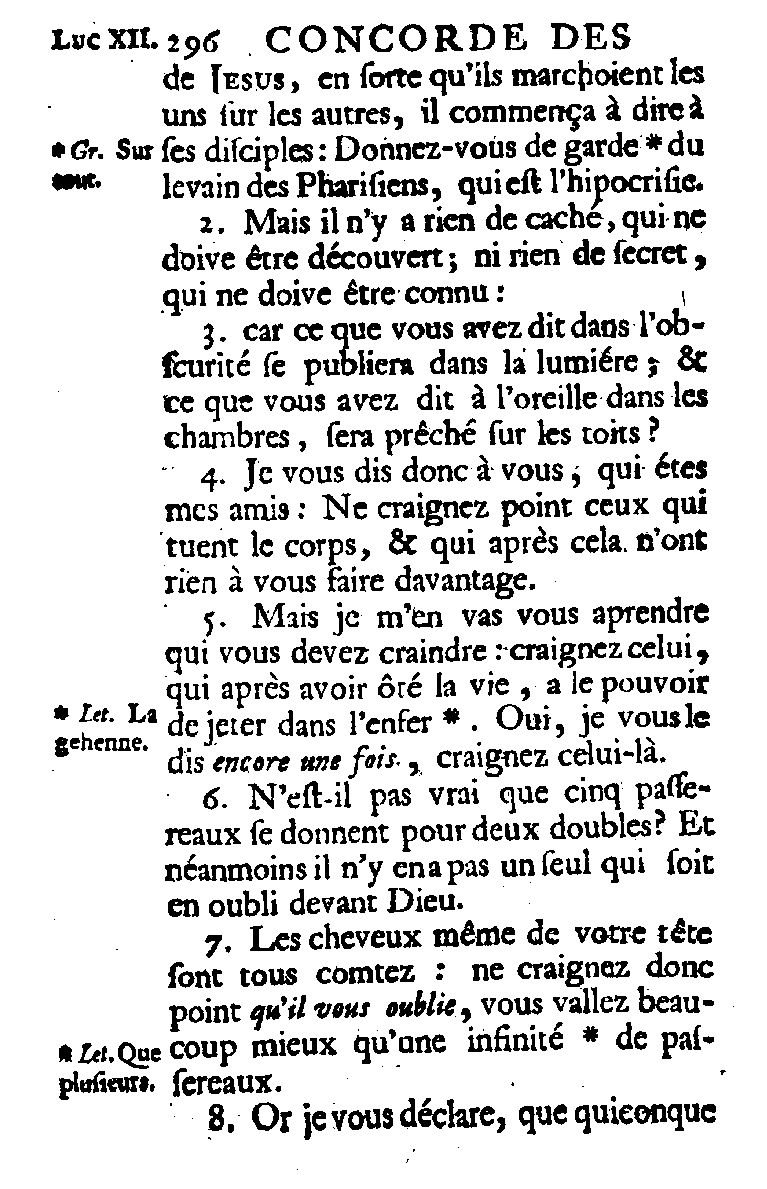 Luc XII. 296 CONCORDE DES
de JESUS, en ſorte qu'ils marchoient les
uns ſur les autres, il commença à dire à
* Gr. Sur ſes diſciples: Donnez-vous de garde * du
tout. levain des Phariſiens, qui eſt l'hipocriſie.
2. Mais il n'y a rien de caché, qui ne
doive être découvert; ni rien de ſecret,
qui ne doive être connu:
3. car ce que vous avez dit dans l'ob-
ſcurité ſe publiera dans la lumiére; &
ce que vous avez dit à l'oreille dans les
chambres, ſera prêché ſur les toits?
4. Je vous dis donc à vous, qui étes
mes amis: Ne craignez point ceux qui
tuent le corps, & qui après cela n'ont
rien à vous faire davantage.
5. Mais je m'en vas vous aprendre
qui vous devez craindre: craignez celui,
qui après avoir ôté la vie, a le pouvoir
* Let. La de jeter dans l'enfer *. Oui, je vous le
gehenne. dis encore une fois, craignez celui-là.
6. N'eſt-il pas vrai que cinq paſſe-
reaux ſe donnent pour deux doubles? Et
néanmoins il n'y en a pas un ſeul qui ſoit
en oubli devant Dieu.
7. Les cheveux même de votre tête
ſont tous comtez: ne craignez donc
point qu'il vous oublie, vous vallez beau-
* Let. Que coup mieux qu'une infinité * de paſ-
pluſieurs. ſereaux.
8. Or je vous déclare, que quiconque